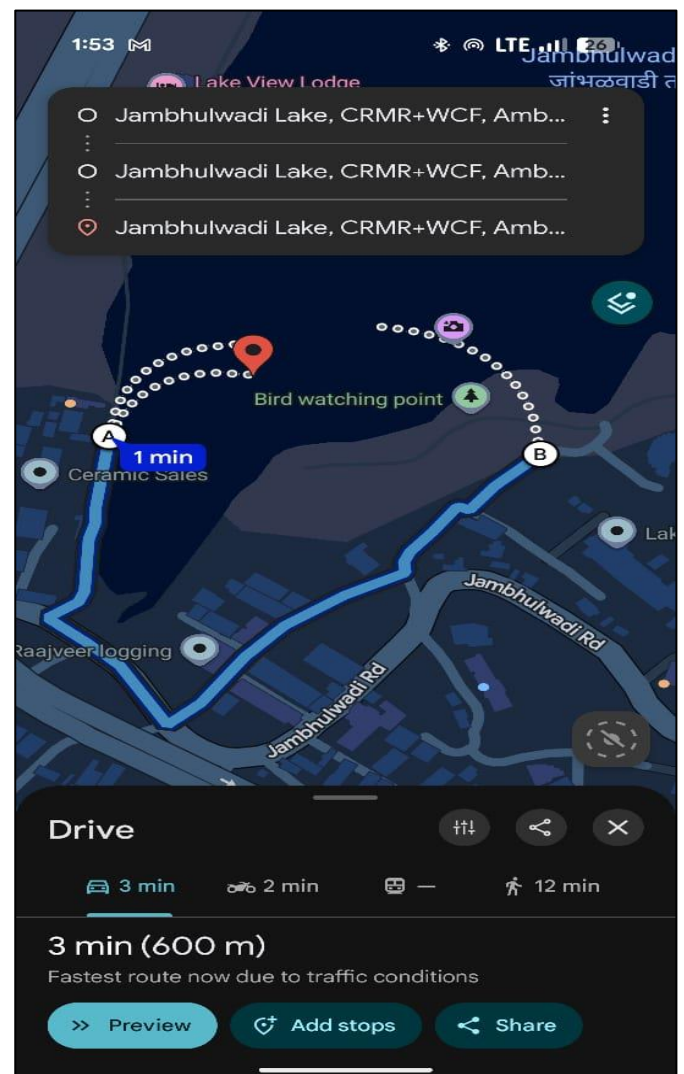 1:53
LTE 26
Jambhulwad
जांभळवाडी त
Lake View Lodge
Jambhulwadi Lake, CRMR+WCF, Amb...
Jambhulwadi Lake, CRMR+WCF, Amb...
Jambhulwadi Lake, CRMR+WCF, Amb...
Bird watching point
A
1 min
B
Ceramic Sales
Lak
Jambhulwadi Rd
Raajveer logging
Jambhulwadi Rd
Drive
3 min 2 min — 12 min
3 min (600 m)
Fastest route now due to traffic conditions
Preview Add stops Share